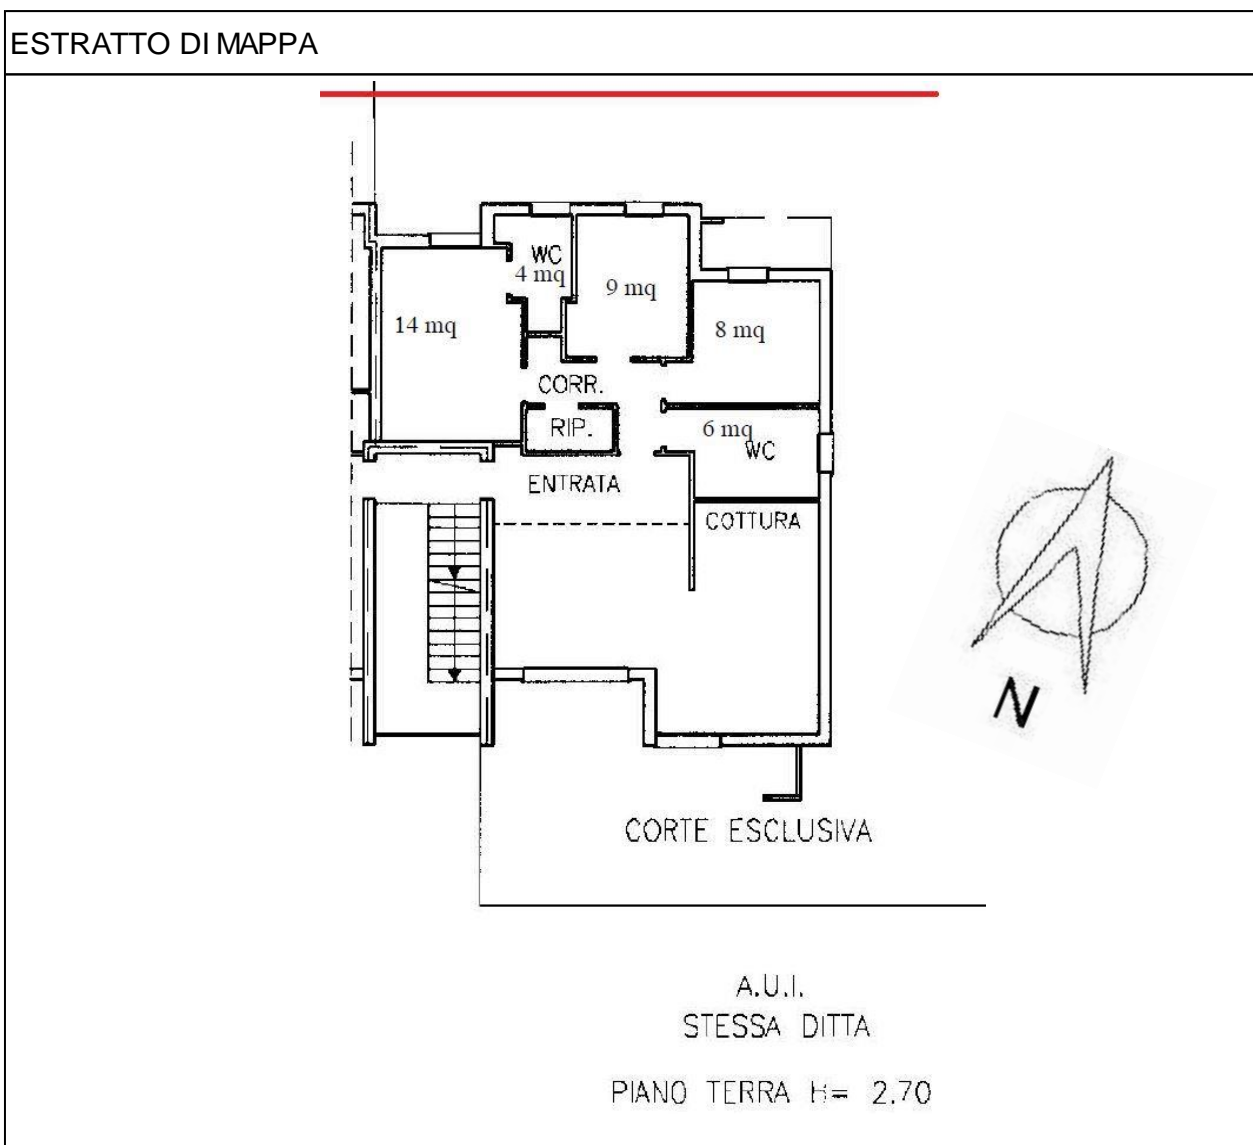 ESTRATTO DI MAPPA
WC
4 mq
9 mq
14 mq
8 mq
CORR.
RIP.
6 mq
WC
ENTRATA
COTTURA
N
CORTE ESCLUSIVA
A.U.I.
STESSA DITTA
PIANO TERRA H= 2.70